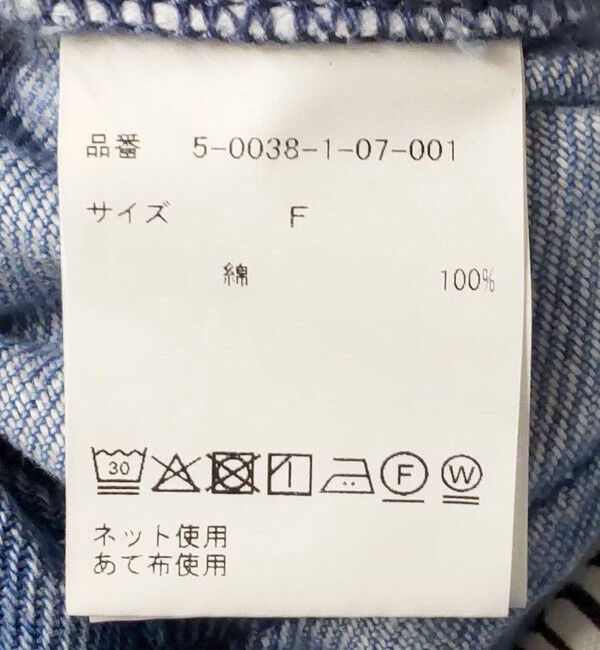 品番 5-0038-1-07-001
サイズ F
綿 100%
30 F W
ネット使用
あて布使用